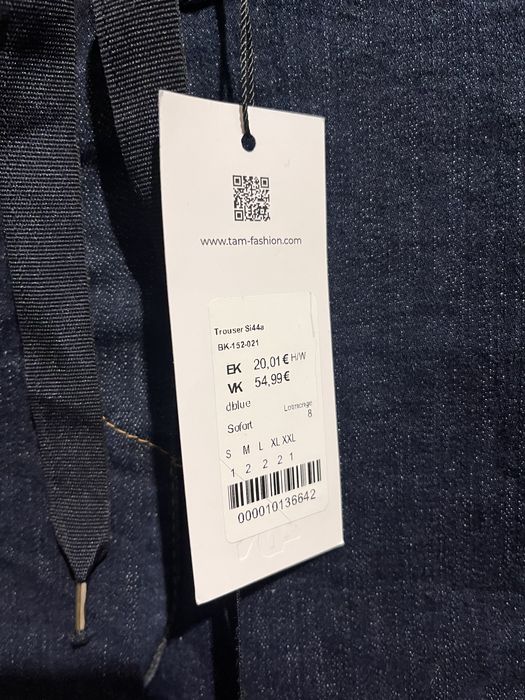 www.tam-fashion.com
Trouser Si44a
BK-152-021
EK 20,01€ H/W
VK 54,99€
dblue
Sofort
Losmenge
8
S M L XL XXL
1 2 2 2 1
000010136642